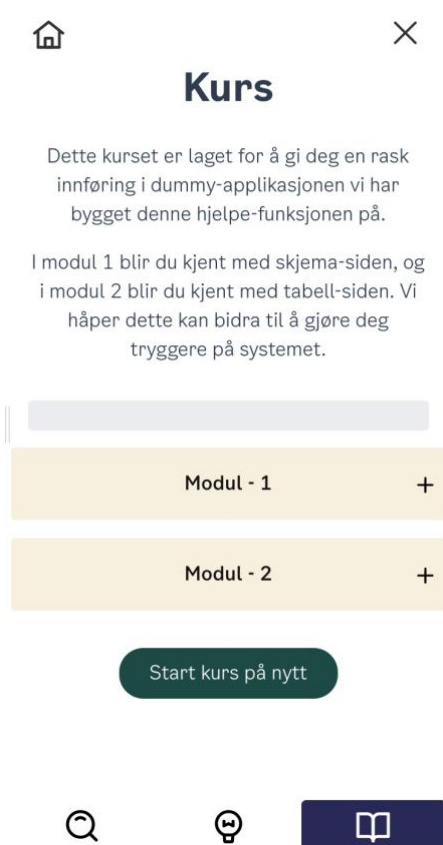 Kurs
Dette kurset er laget for å gi deg en rask
innføring i dummy-applikasjonen vi har
bygget denne hjelpe-funksjonen på.
I modul 1 blir du kjent med skjema-siden, og
i modul 2 blir du kjent med tabell-siden. Vi
håper dette kan bidra til å gjøre deg
tryggere på systemet.
Modul - 1 +
Modul - 2 +
Start kurs på nytt